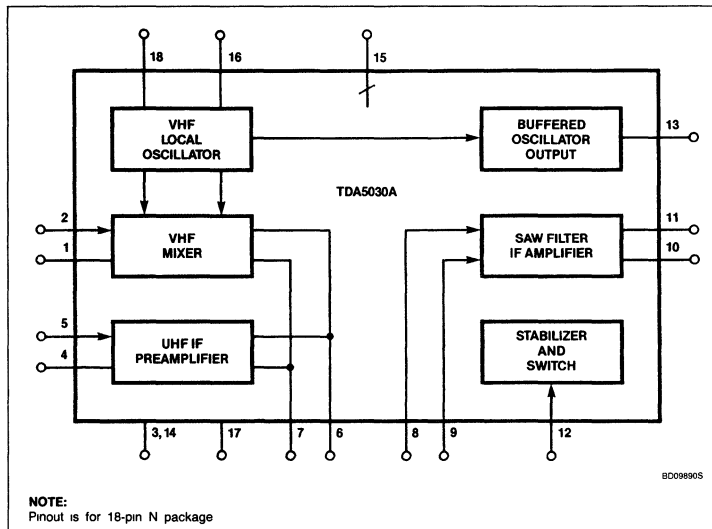 18 16 15
VHF
LOCAL
OSCILLATOR
BUFFERED
OSCILLATOR
OUTPUT
13
TDA5030A
2
1
VHF
MIXER
SAW FILTER
IF AMPLIFIER
11
10
5
4
UHF IF
PREAMPLIFIER
STABILIZER
AND
SWITCH
3, 14 17 7 6 8 9 12
BD09890S
NOTE:
Pinout is for 18-pin N package